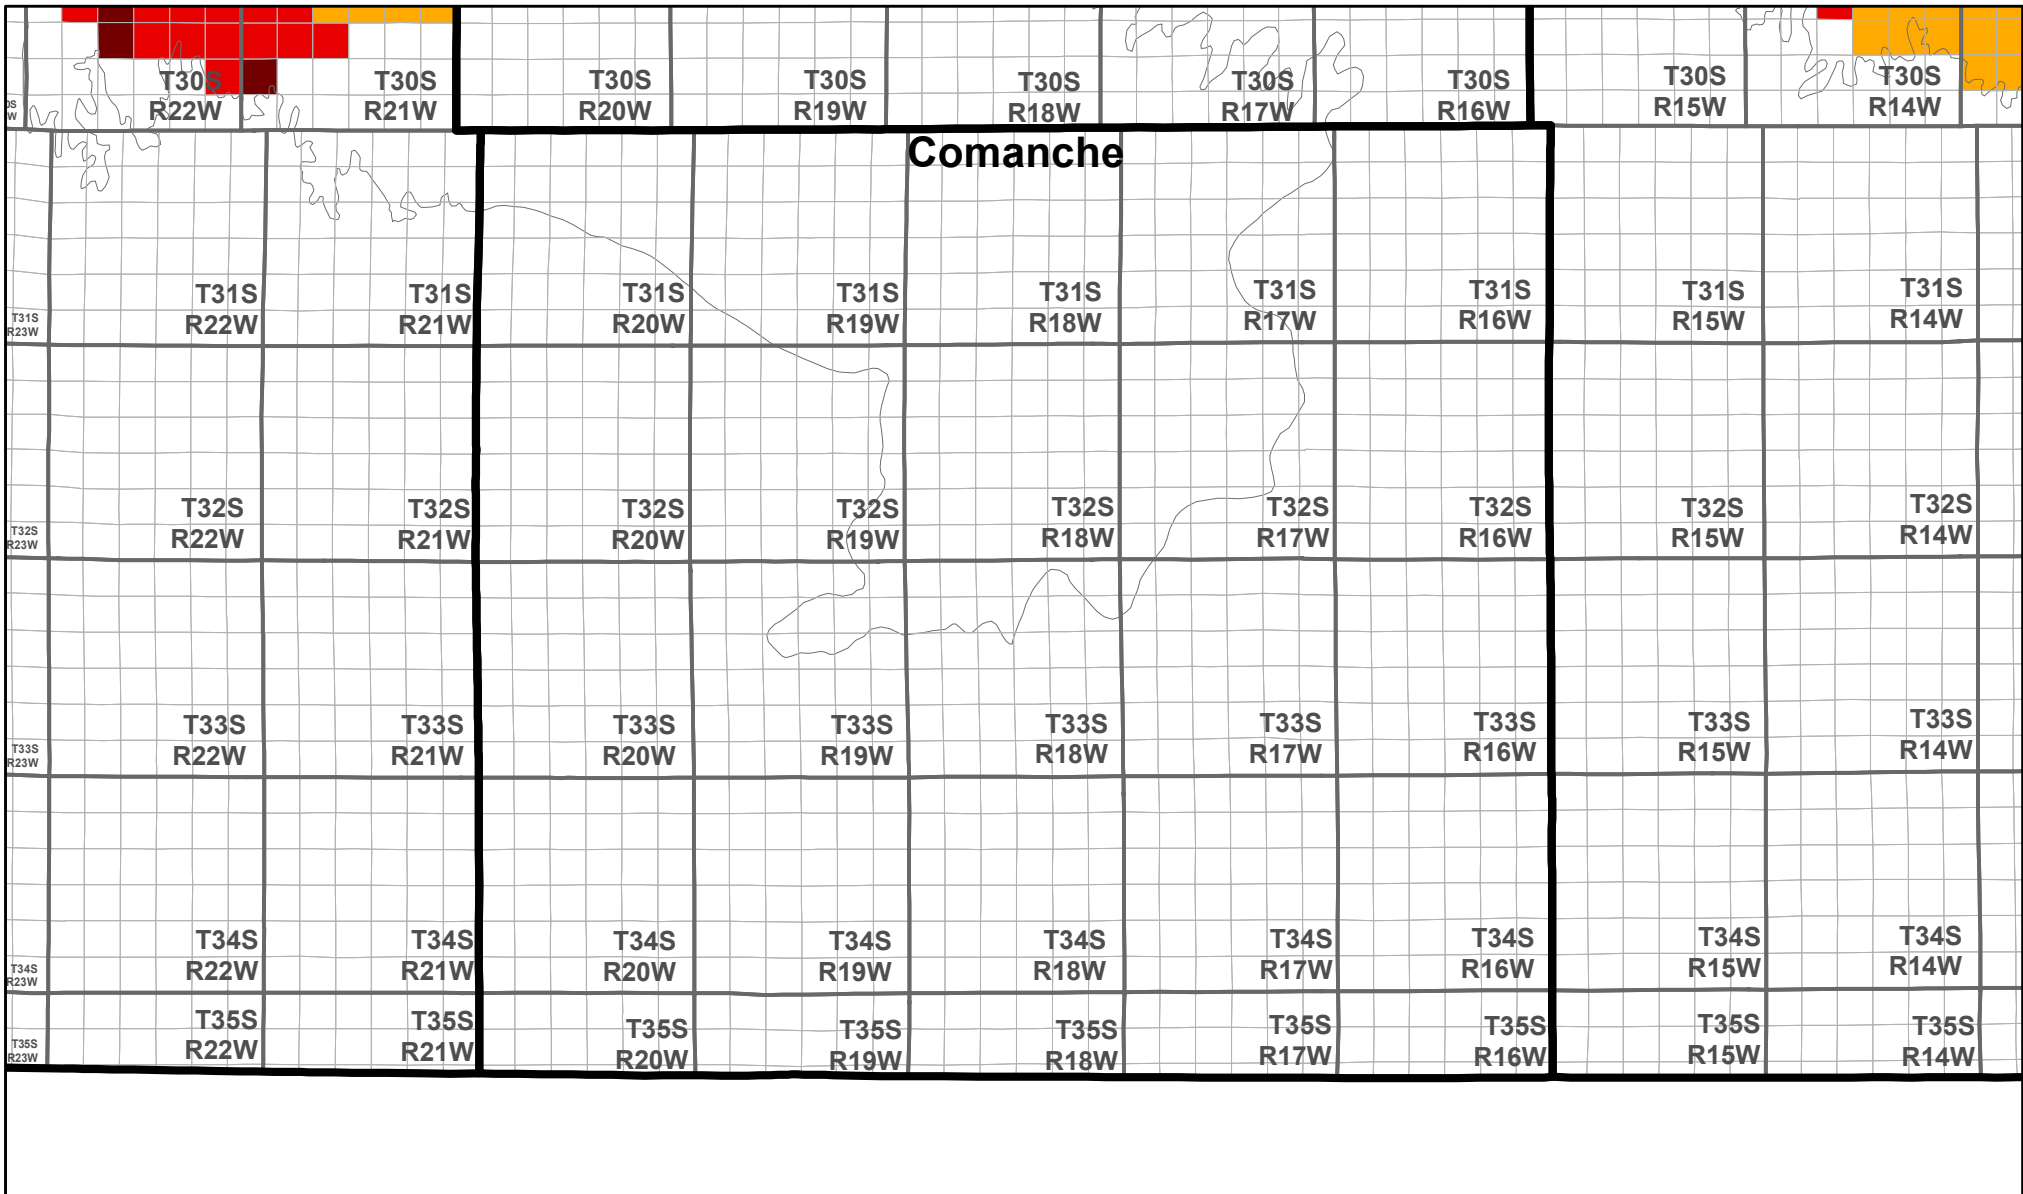 T30S T30S T30S T30S T30S T30S T30S T30S T30S
R22W R21W R20W R19W R18W R17W R16W R15W R14W
Comanche
T31S T31S T31S T31S T31S T31S T31S T31S T31S T31S
R23W R22W R21W R20W R19W R18W R17W R16W R15W R14W
T32S T32S T32S T32S T32S T32S T32S T32S T32S T32S
R23W R22W R21W R20W R19W R18W R17W R16W R15W R14W
T33S T33S T33S T33S T33S T33S T33S T33S T33S T33S
R23W R22W R21W R20W R19W R18W R17W R16W R15W R14W
T34S T34S T34S T34S T34S T34S T34S T34S T34S T34S
R23W R22W R21W R20W R19W R18W R17W R16W R15W R14W
T35S T35S T35S T35S T35S T35S T35S T35S T35S T35S
R23W R22W R21W R20W R19W R18W R17W R16W R15W R14W